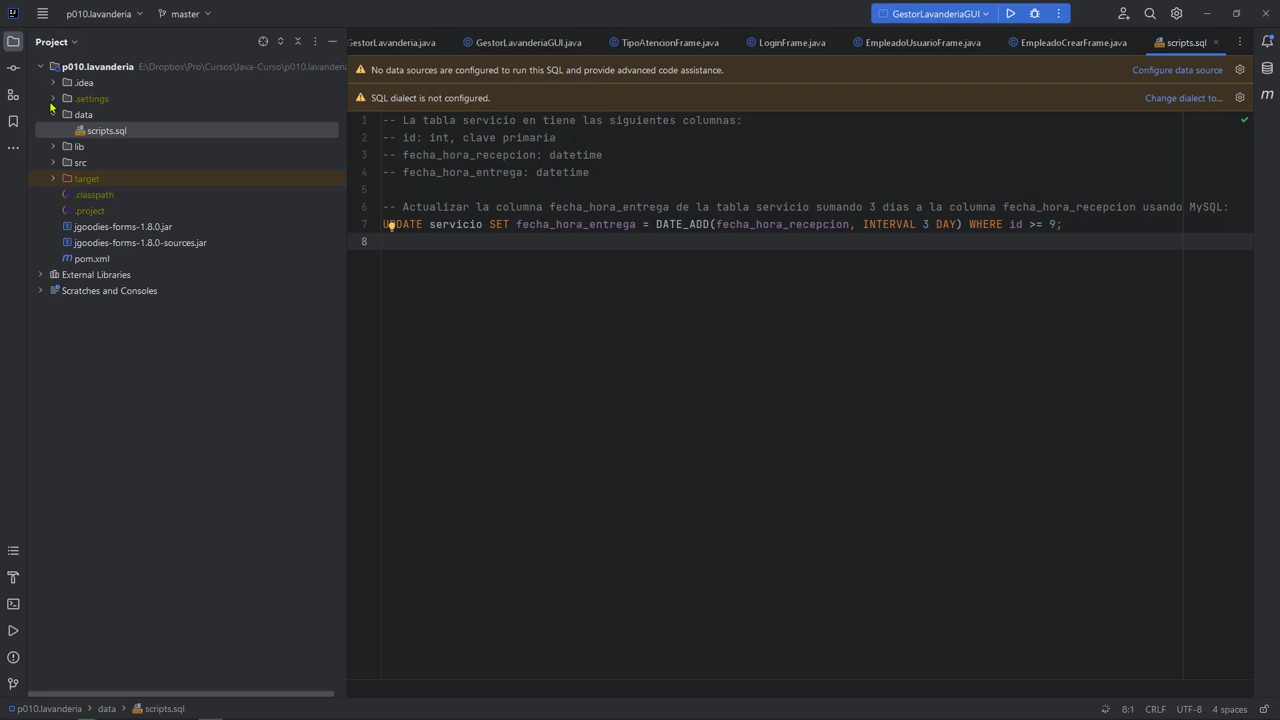 p010.lavanderia
master
GestorLavanderiaGUI
Project
GestorLavanderia.java
GestorLavanderiaGUI.java
TipoAtencionFrame.java
LoginFrame.java
EmpleadoUsuarioFrame.java
EmpleadoCrearFrame.java
scripts.sql
p010.lavanderia E:\Dropbox\Pro\Cursos\Java-Curso\p010.lavanderia
.idea
.settings
data
scripts.sql
lib
src
target
.classpath
.project
jgoodies-forms-1.8.0.jar
jgoodies-forms-1.8.0-sources.jar
pom.xml
External Libraries
Scratches and Consoles
No data sources are configured to run this SQL and provide advanced code assistance.
Configure data source
SQL dialect is not configured.
Change dialect to...
1 -- La tabla servicio en tiene las siguientes columnas:
2 -- id: int, clave primaria
3 -- fecha_hora_recepcion: datetime
4 -- fecha_hora_entrega: datetime
5
6 -- Actualizar la columna fecha_hora_entrega de la tabla servicio sumando 3 días a la columna fecha_hora_recepcion usando MySQL:
7 UPDATE servicio SET fecha_hora_entrega = DATE_ADD(fecha_hora_recepcion, INTERVAL 3 DAY) WHERE id >= 9;
8
p010.lavanderia > data > scripts.sql
8:1 CRLF UTF-8 4 spaces